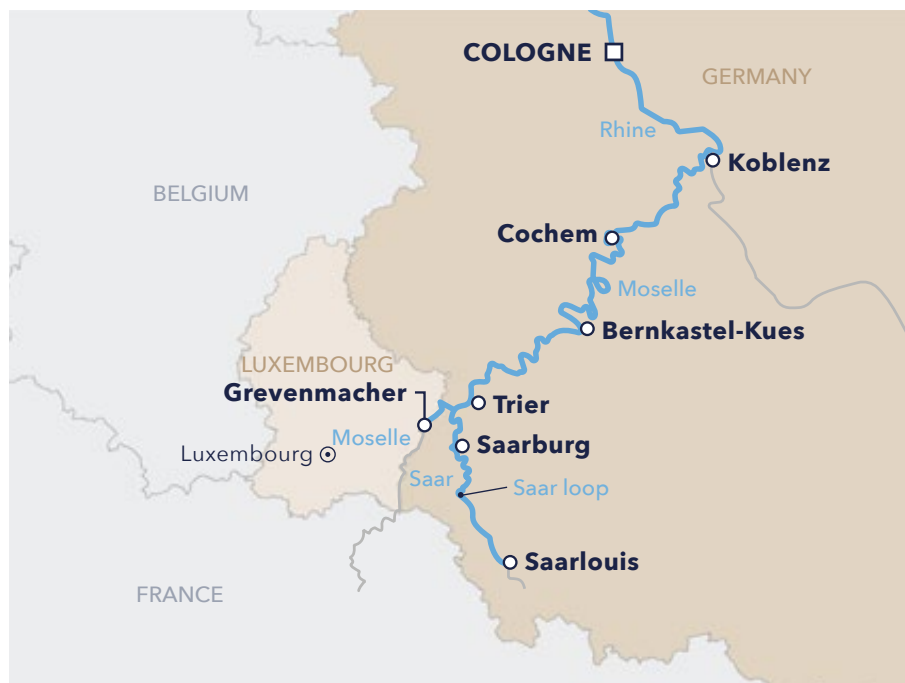 COLOGNE
GERMANY
Rhine
Koblenz
BELGIUM
Cochem
Moselle
Bernkastel-Kues
LUXEMBOURG
Grevenmacher
Trier
Moselle
Saarburg
Luxembourg
Saar
Saar loop
Saarlouis
FRANCE